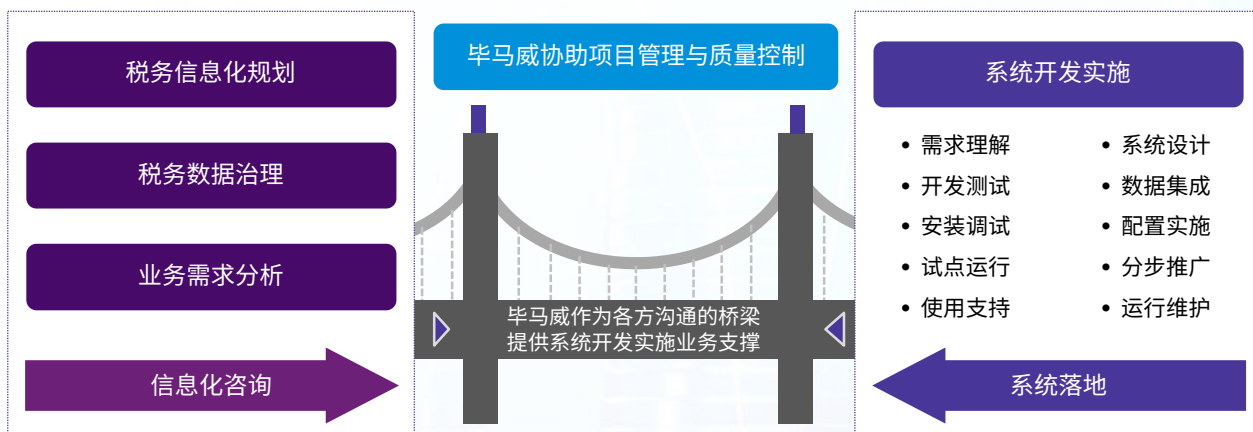 税务信息化规划
税务数据治理
业务需求分析
信息化咨询
毕马威协助项目管理与质量控制
毕马威作为各方沟通的桥梁
提供系统开发实施业务支撑
系统开发实施
• 需求理解
• 系统设计
• 开发测试
• 数据集成
• 安装调试
• 配置实施
• 试点运行
• 分步推广
• 使用支持
• 运行维护
系统落地